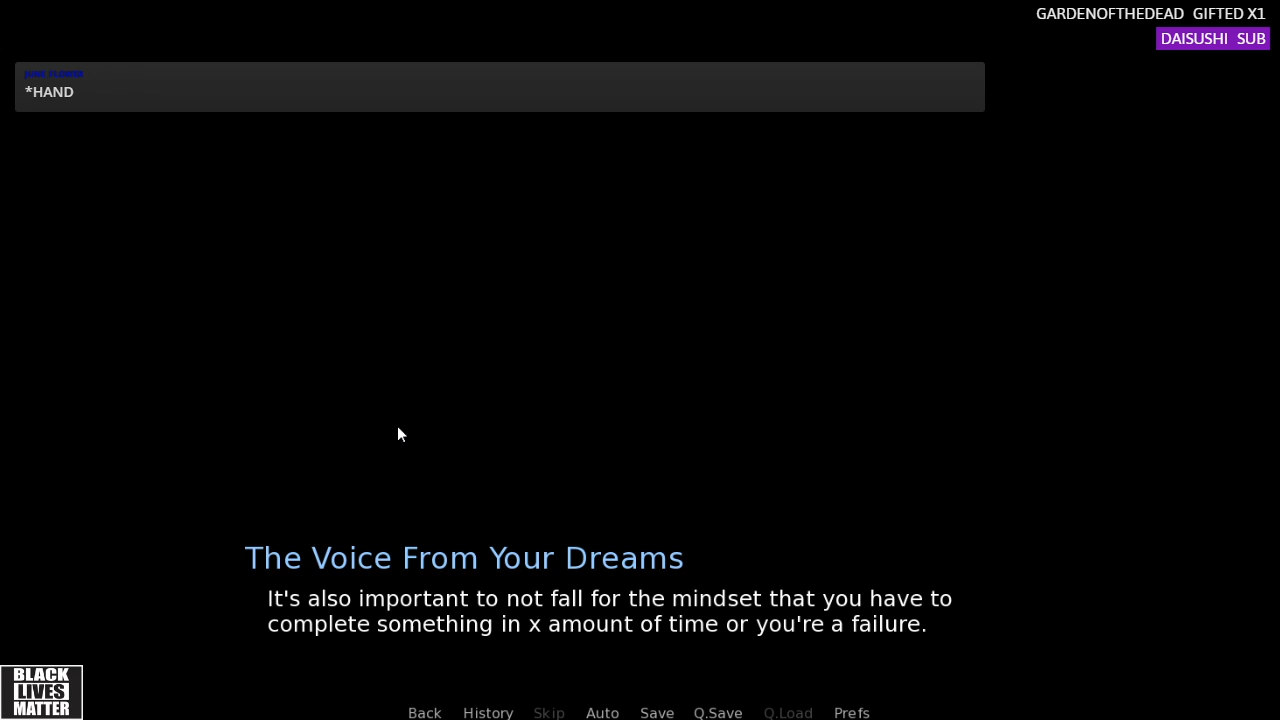 GARDENOFTHEDEAD GIFTED X1
DAISUSHI SUB
*HAND
The Voice From Your Dreams
It's also important to not fall for the mindset that you have to
complete something in x amount of time or you're a failure.
BLACK
LIVES
MATTER
Back History Skip Auto Save Q.Save Q.Load Prefs